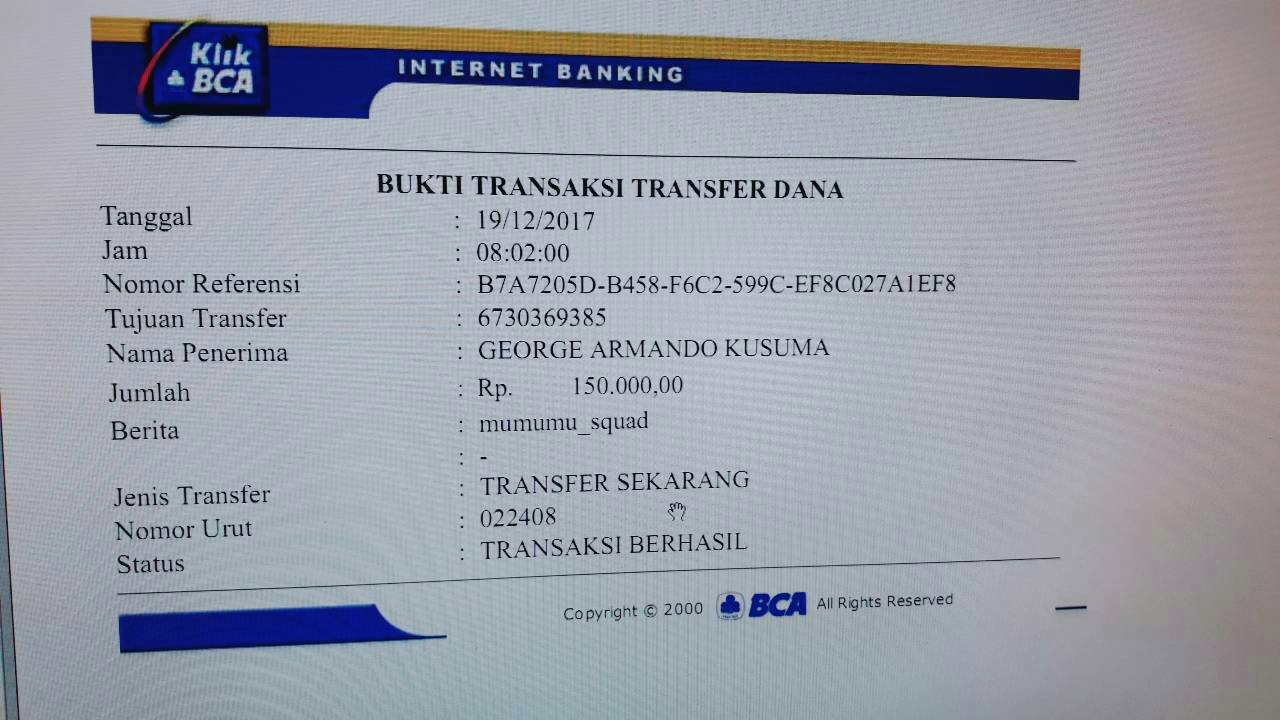 Klik
BCA
INTERNET BANKING
BUKTI TRANSAKSI TRANSFER DANA
Tanggal : 19/12/2017
Jam : 08:02:00
Nomor Referensi : B7A7205D-B458-F6C2-599C-EF8C027A1EF8
Tujuan Transfer : 6730369385
Nama Penerima : GEORGE ARMANDO KUSUMA
Jumlah : Rp. 150.000,00
Berita : mumumu_squad
: -
Jenis Transfer : TRANSFER SEKARANG
Nomor Urut : 022408
Status : TRANSAKSI BERHASIL
Copyright © 2000 BCA All Rights Reserved